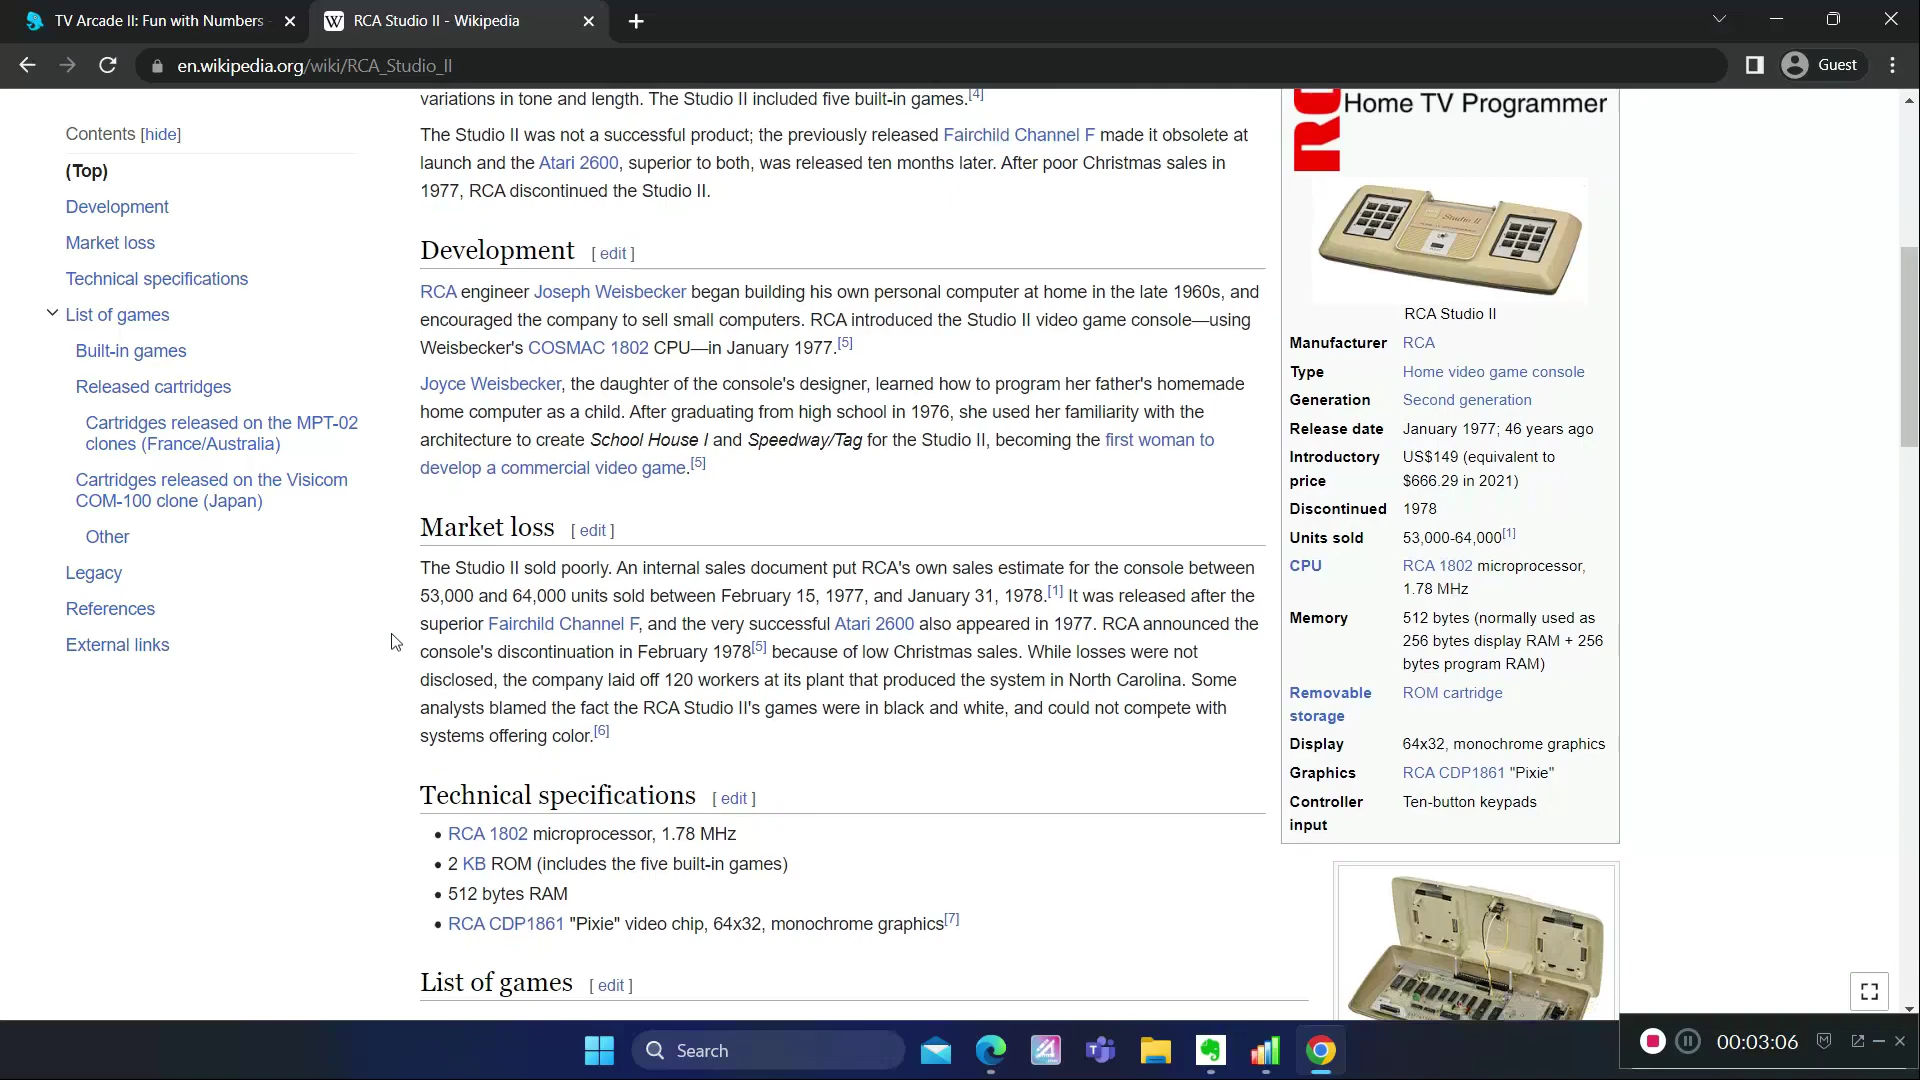 TV Arcade II: Fun with Numbers
RCA Studio II - Wikipedia
en.wikipedia.org/wiki/RCA_Studio_II
Guest
Contents [hide]
(Top)
Development
Market loss
Technical specifications
List of games
Built-in games
Released cartridges
Cartridges released on the MPT-02
clones (France/Australia)
Cartridges released on the Visicom
COM-100 clone (Japan)
Other
Legacy
References
External links
variations in tone and length. The Studio II included five built-in games.[4]
The Studio II was not a successful product; the previously released Fairchild Channel F made it obsolete at
launch and the Atari 2600, superior to both, was released ten months later. After poor Christmas sales in
1977, RCA discontinued the Studio II.
Development [ edit ]
RCA engineer Joseph Weisbecker began building his own personal computer at home in the late 1960s, and
encouraged the company to sell small computers. RCA introduced the Studio II video game console—using
Weisbecker's COSMAC 1802 CPU—in January 1977.[5]
Joyce Weisbecker, the daughter of the console's designer, learned how to program her father's homemade
home computer as a child. After graduating from high school in 1976, she used her familiarity with the
architecture to create School House I and Speedway/Tag for the Studio II, becoming the first woman to
develop a commercial video game.[5]
Market loss [ edit ]
The Studio II sold poorly. An internal sales document put RCA's own sales estimate for the console between
53,000 and 64,000 units sold between February 15, 1977, and January 31, 1978.[1] It was released after the
superior Fairchild Channel F, and the very successful Atari 2600 also appeared in 1977. RCA announced the
console's discontinuation in February 1978[5] because of low Christmas sales. While losses were not
disclosed, the company laid off 120 workers at its plant that produced the system in North Carolina. Some
analysts blamed the fact the RCA Studio II's games were in black and white, and could not compete with
systems offering color.[6]
Technical specifications [ edit ]
• RCA 1802 microprocessor, 1.78 MHz
• 2 KB ROM (includes the five built-in games)
• 512 bytes RAM
• RCA CDP1861 "Pixie" video chip, 64x32, monochrome graphics[7]
List of games [ edit ]
Home TV Programmer
Studio II
RCA Studio II
Manufacturer RCA
Type Home video game console
Generation Second generation
Release date January 1977; 46 years ago
Introductory US$149 (equivalent to
price $666.29 in 2021)
Discontinued 1978
Units sold 53,000-64,000[1]
CPU RCA 1802 microprocessor,
1.78 MHz
Memory 512 bytes (normally used as
256 bytes display RAM + 256
bytes program RAM)
Removable ROM cartridge
storage
Display 64x32, monochrome graphics
Graphics RCA CDP1861 "Pixie"
Controller Ten-button keypads
input
Search
00:03:06